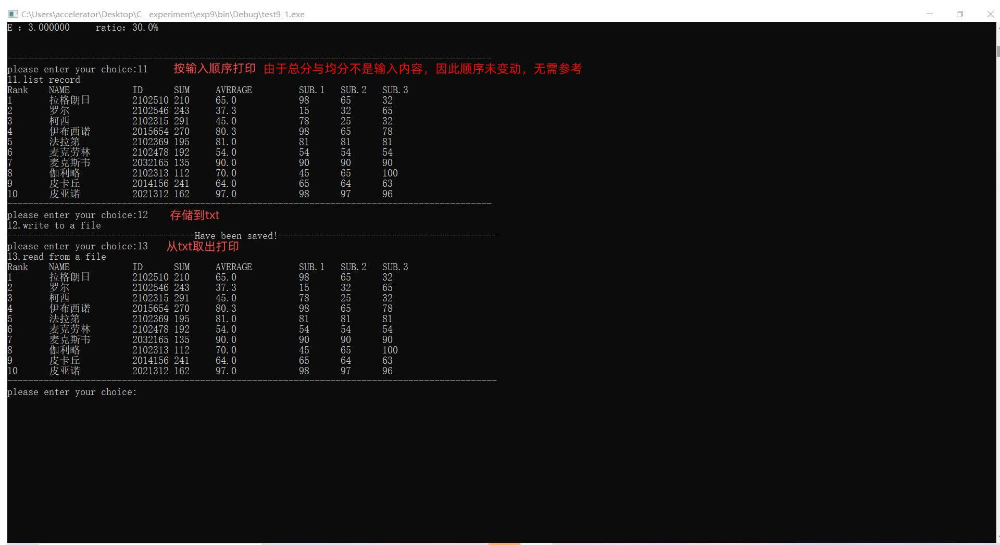 C:\Users\accelerator\Desktop\C__experiment\exp9\bin\Debug\test9_1.exe
E : 3.000000 ratio: 30.0%
please enter your choice:11 按输入顺序打印 由于总分与均分不是输入内容，因此顺序未变动，无需参考
11.list record
Rank NAME ID SUM AVERAGE SUB.1 SUB.2 SUB.3
1 拉格朗日 2102510 210 65.0 98 65 32
2 罗尔 2102546 243 37.3 15 32 65
3 柯西 2102315 291 45.0 78 25 32
4 伊布西诺 2015654 270 80.3 98 65 78
5 法拉第 2102369 195 81.0 81 81 81
6 麦克劳林 2102478 192 54.0 54 54 54
7 麦克斯韦 2032165 135 90.0 90 90 90
8 伽利略 2102313 112 70.0 45 65 100
9 皮卡丘 2014156 241 64.0 65 64 63
10 皮亚诺 2021312 162 97.0 98 97 96
please enter your choice:12 存储到txt
12.write to a file
Have been saved!
please enter your choice:13 从txt取出打印
13.read from a file
Rank NAME ID SUM AVERAGE SUB.1 SUB.2 SUB.3
1 拉格朗日 2102510 210 65.0 98 65 32
2 罗尔 2102546 243 37.3 15 32 65
3 柯西 2102315 291 45.0 78 25 32
4 伊布西诺 2015654 270 80.3 98 65 78
5 法拉第 2102369 195 81.0 81 81 81
6 麦克劳林 2102478 192 54.0 54 54 54
7 麦克斯韦 2032165 135 90.0 90 90 90
8 伽利略 2102313 112 70.0 45 65 100
9 皮卡丘 2014156 241 64.0 65 64 63
10 皮亚诺 2021312 162 97.0 98 97 96
please enter your choice: